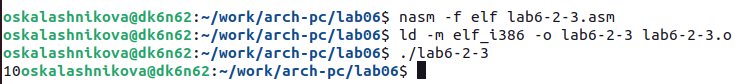 oskalashnikova@dk6n62:~/work/arch-pc/lab06$ nasm -f elf lab6-2-3.asm
oskalashnikova@dk6n62:~/work/arch-pc/lab06$ ld -m elf_i386 -o lab6-2-3 lab6-2-3.o
oskalashnikova@dk6n62:~/work/arch-pc/lab06$ ./lab6-2-3
10oskalashnikova@dk6n62:~/work/arch-pc/lab06$